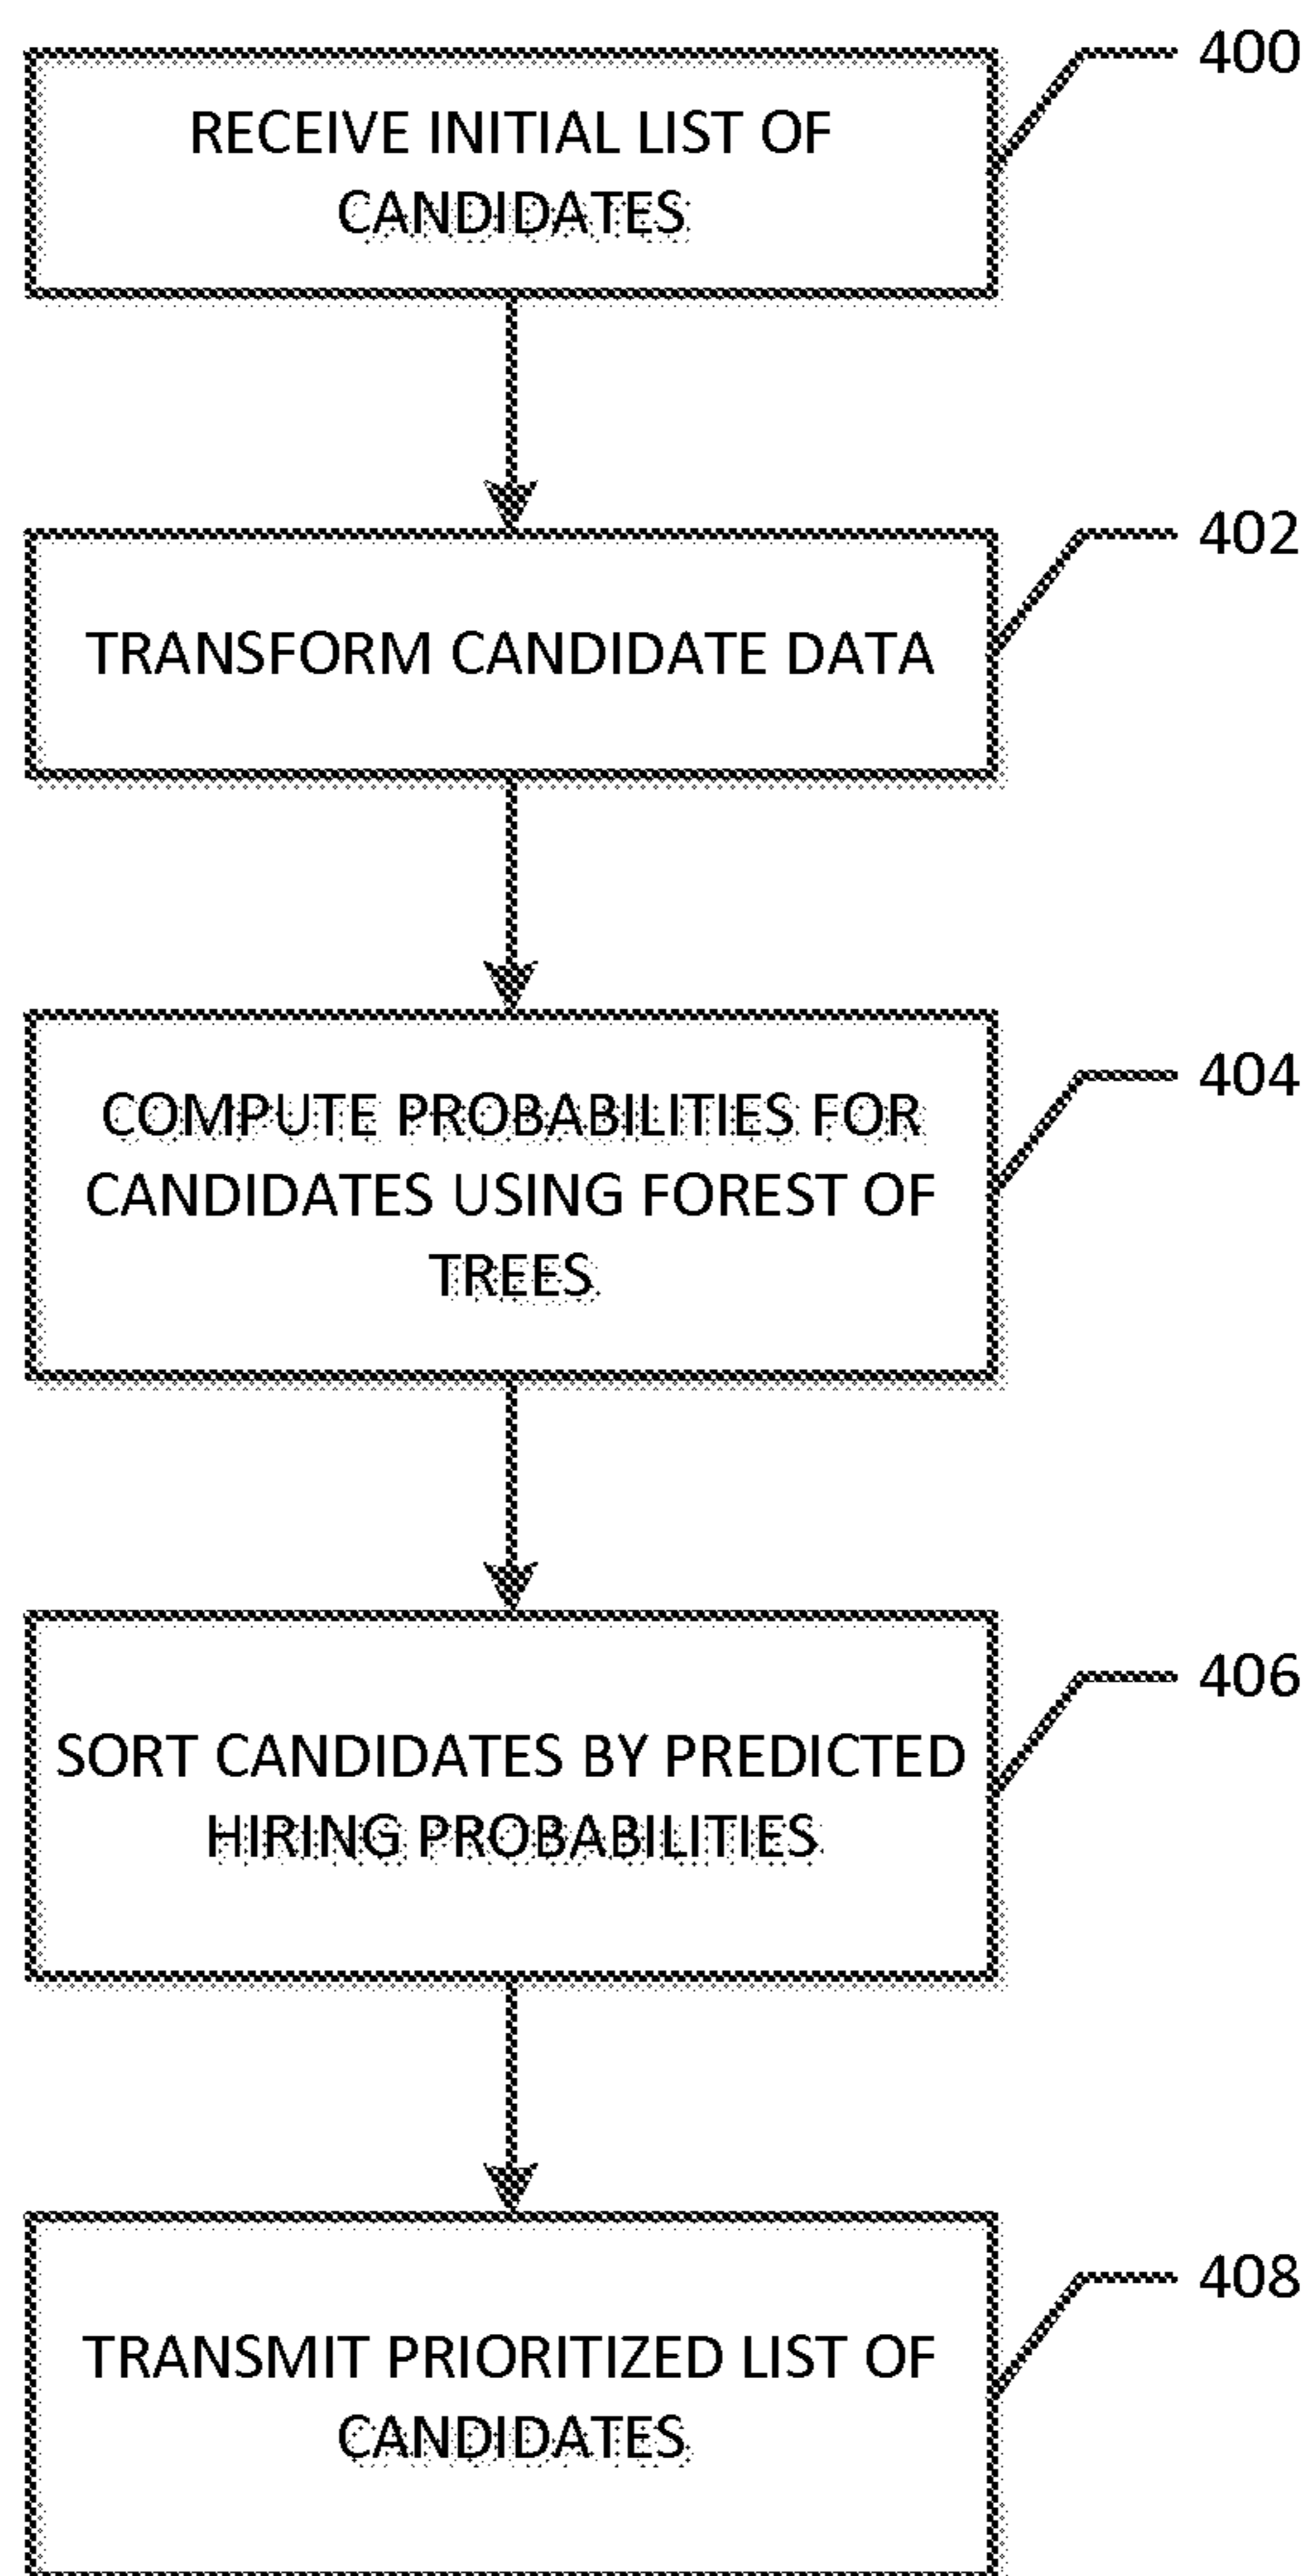 400
RECEIVE INITIAL LIST OF
CANDIDATES
402
TRANSFORM CANDIDATE DATA
404
COMPUTE PROBABILITIES FOR
CANDIDATES USING FOREST OF
TREES
406
SORT CANDIDATES BY PREDICTED
HIRING PROBABILITIES
408
TRANSMIT PRIORITIZED LIST OF
CANDIDATES